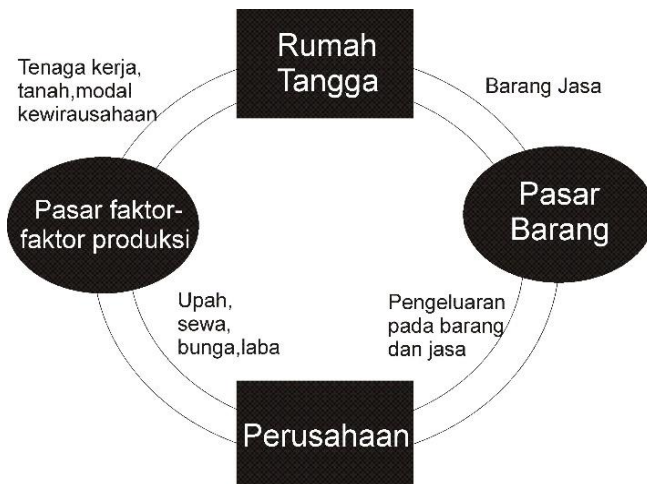 Rumah
Tangga
Tenaga kerja,
tanah,modal
kewirausahaan
Barang Jasa
Pasar faktor-
faktor produksi
Pasar
Barang
Upah,
sewa,
bunga,laba
Pengeluaran
pada barang
dan jasa
Perusahaan